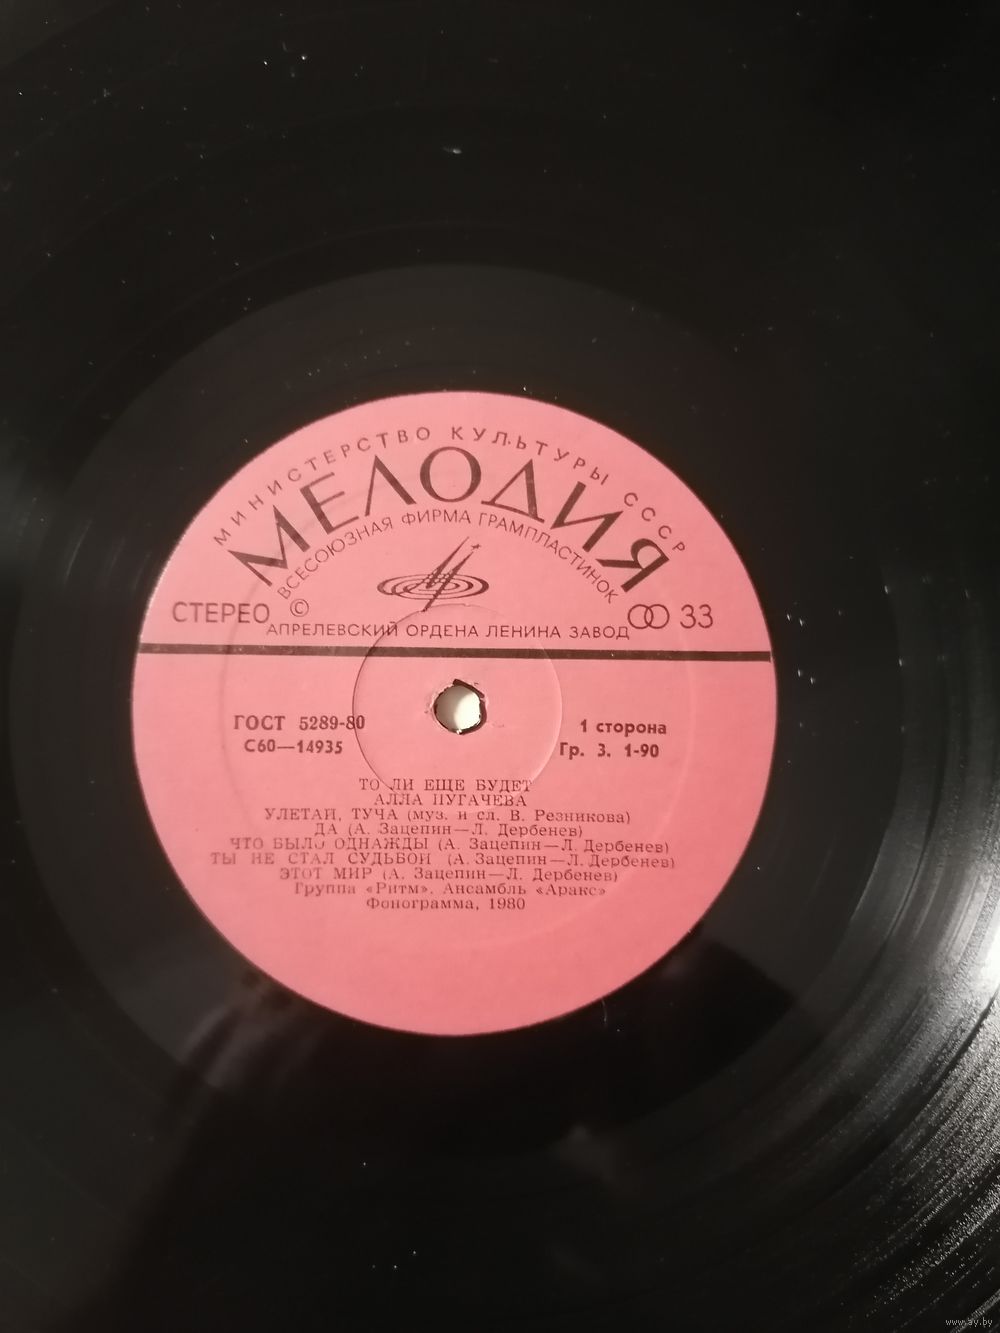 МИНИСТЕРСТВО КУЛЬТУРЫ СССР
МЕЛОДИЯ
ВСЕСОЮЗНАЯ ФИРМА ГРАМПЛАСТИНОК
СТЕРЕО © 33
АПРЕЛЕВСКИЙ ОРДЕНА ЛЕНИНА ЗАВОД
ГОСТ 5289-80
С60—14935
1 сторона
Гр. 3. 1-90
ТО ЛИ ЕЩЕ БУДЕТ
АЛЛА ПУГАЧЕВА
УЛЕТАЙ, ТУЧА (муз. и сл. В. Резникова)
ДА (А. Зацепин—Л. Дербенев)
ЧТО БЫЛО ОДНАЖДЫ (А. Зацепин—Л. Дербенев)
ТЫ НЕ СТАЛ СУДЬБОЙ (А. Зацепин—Л. Дербенев)
ЭТОТ МИР (А. Зацепин—Л. Дербенев)
Группа «Ритм». Ансамбль «Аракс»
Фонограмма, 1980
www.ay.by